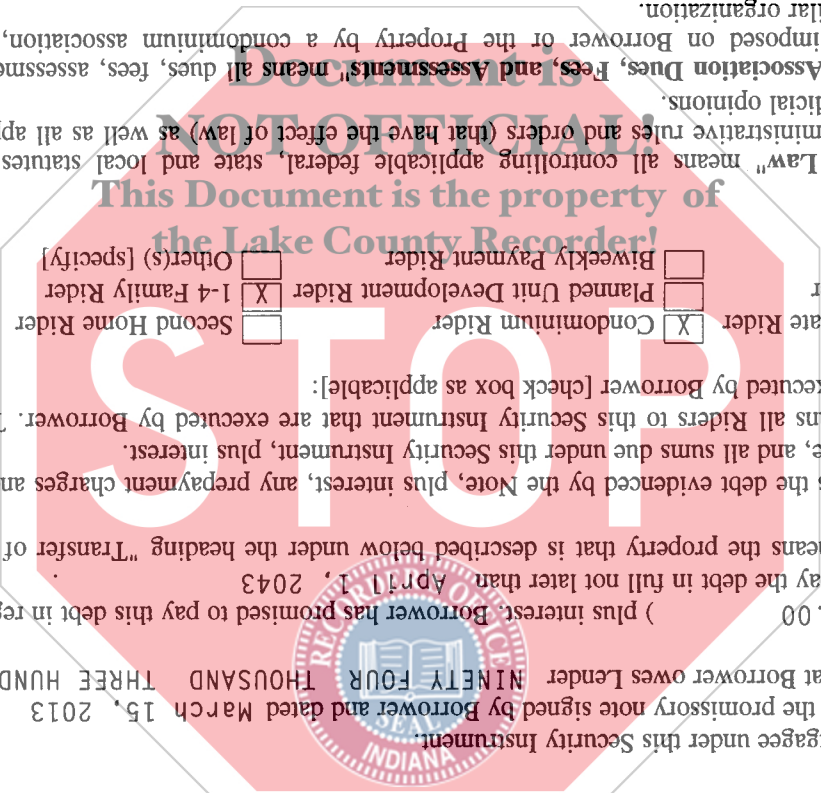 Document is
NOT OFFICIAL!
This Document is the property of
the Lake County Recorder!
STOP
RECORDER'S OFFICE
SEAL
INDIANA
gagee under this Security Instrument.
the promissory note signed by Borrower and dated March 15, 2013
at Borrower owes Lender NINETY FOUR THOUSAND THREE HUND
.00 ) plus interest. Borrower has promised to pay this debt in reg
ay the debt in full not later than April 1, 2043 .
eans the property that is described below under the heading "Transfer of
s the debt evidenced by the Note, plus interest, any prepayment charges an
e, and all sums due under this Security Instrument, plus interest.
ns all Riders to this Security Instrument that are executed by Borrower. T
xecuted by Borrower [check box as applicable]:
ate Rider X Condominium Rider Second Home Rider
r Planned Unit Development Rider X 1-4 Family Rider
Biweekly Payment Rider Other(s) [specify]
Law" means all controlling applicable federal, state and local statutes
ministrative rules and orders (that have the effect of law) as well as all app
dicial opinions.
Association Dues, Fees, and Assessments" means all dues, fees, assessme
imposed on Borrower or the Property by a condominium association,
ilar organization.